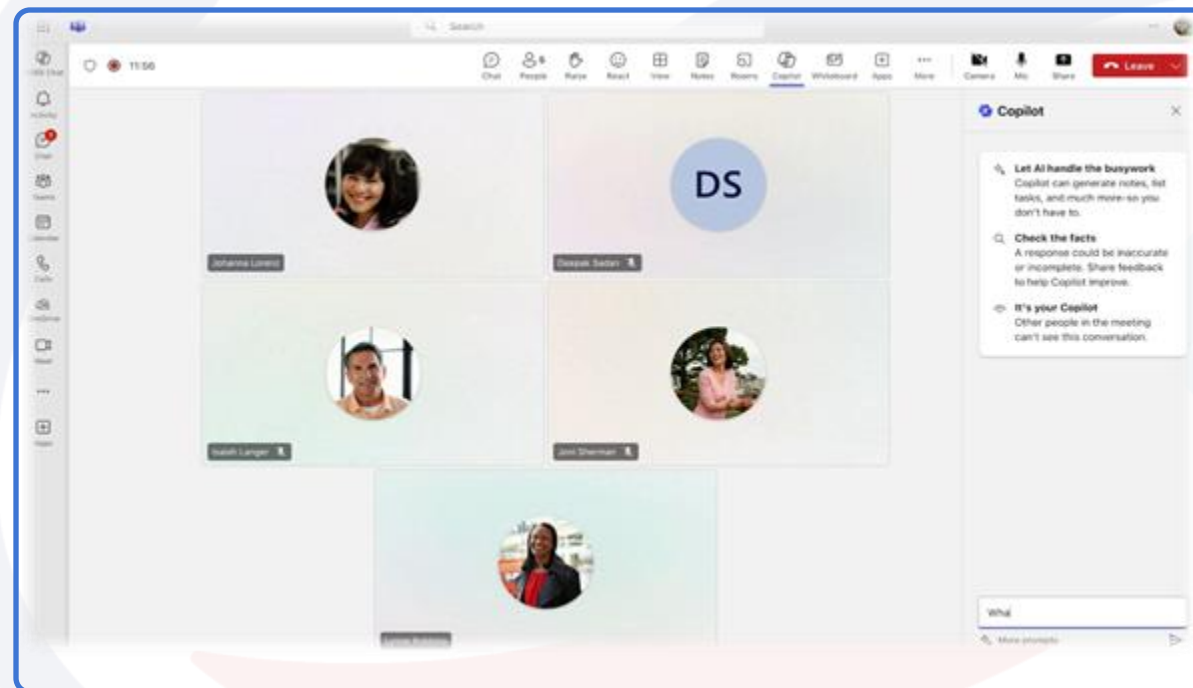 Search
11:56
Chat
People 6
Raise
React
View
Notes
Rooms
Copilot
Whiteboard
Apps
More
Camera
Mic
Share
Leave
Activity
Chat
Teams
Calendar
Calls
OneDrive
Meet
Apps
DS
Johanna Lorenz
Deepak Sadan
Isaiah Langer
Joni Sherman
Copilot
Let AI handle the busywork
Copilot can generate notes, list
tasks, and much more-so you
don't have to.
Check the facts
A response could be inaccurate
or incomplete. Share feedback
to help Copilot improve.
It's your Copilot
Other people in the meeting
can't see this conversation.
Wha
More prompts